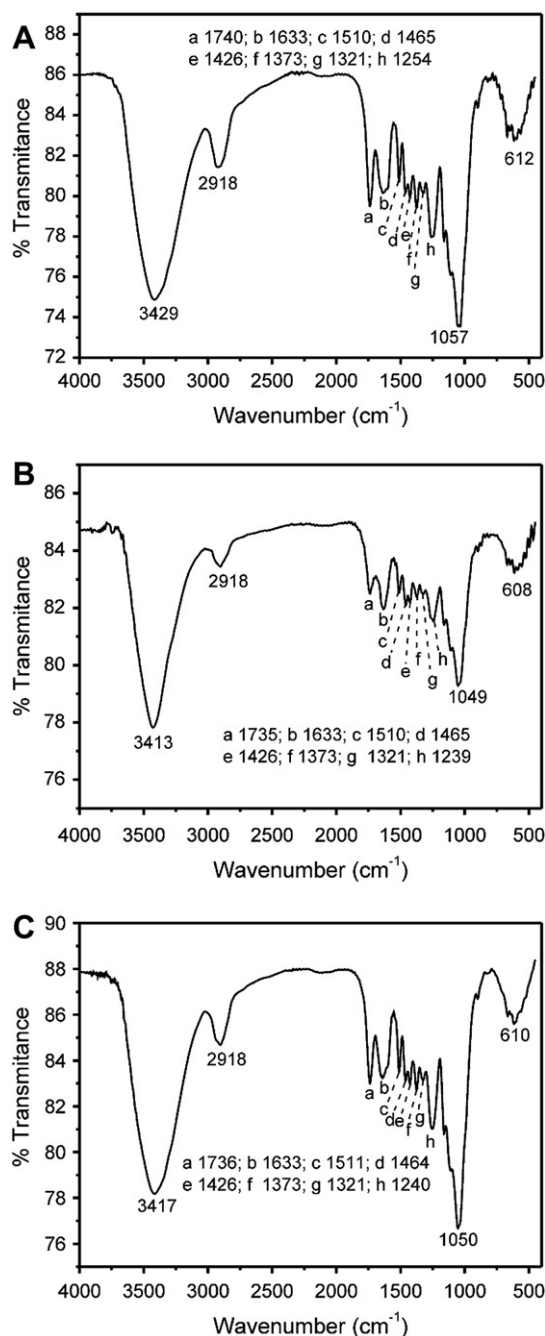 A
a 1740; b 1633; c 1510; d 1465
e 1426; f 1373; g 1321; h 1254
88
86
84
82
80
78
76
74
72
% Transmitance
3429
2918
a
b
c
d
e
f
g
h
1057
612
4000 3500 3000 2500 2000 1500 1000 500
Wavenumber (cm-1)
B
86
84
82
80
78
76
% Transmitance
3413
2918
a
b
c
d
e
f
g
h
1049
608
a 1735; b 1633; c 1510; d 1465
e 1426; f 1373; g 1321; h 1239
4000 3500 3000 2500 2000 1500 1000 500
Wavenumber (cm-1)
C
90
88
86
84
82
80
78
76
% Transmitance
3417
2918
a
b
c
d
e
f
g
h
1050
610
a 1736; b 1633; c 1511; d 1464
e 1426; f 1373; g 1321; h 1240
4000 3500 3000 2500 2000 1500 1000 500
Wavenumber (cm-1)